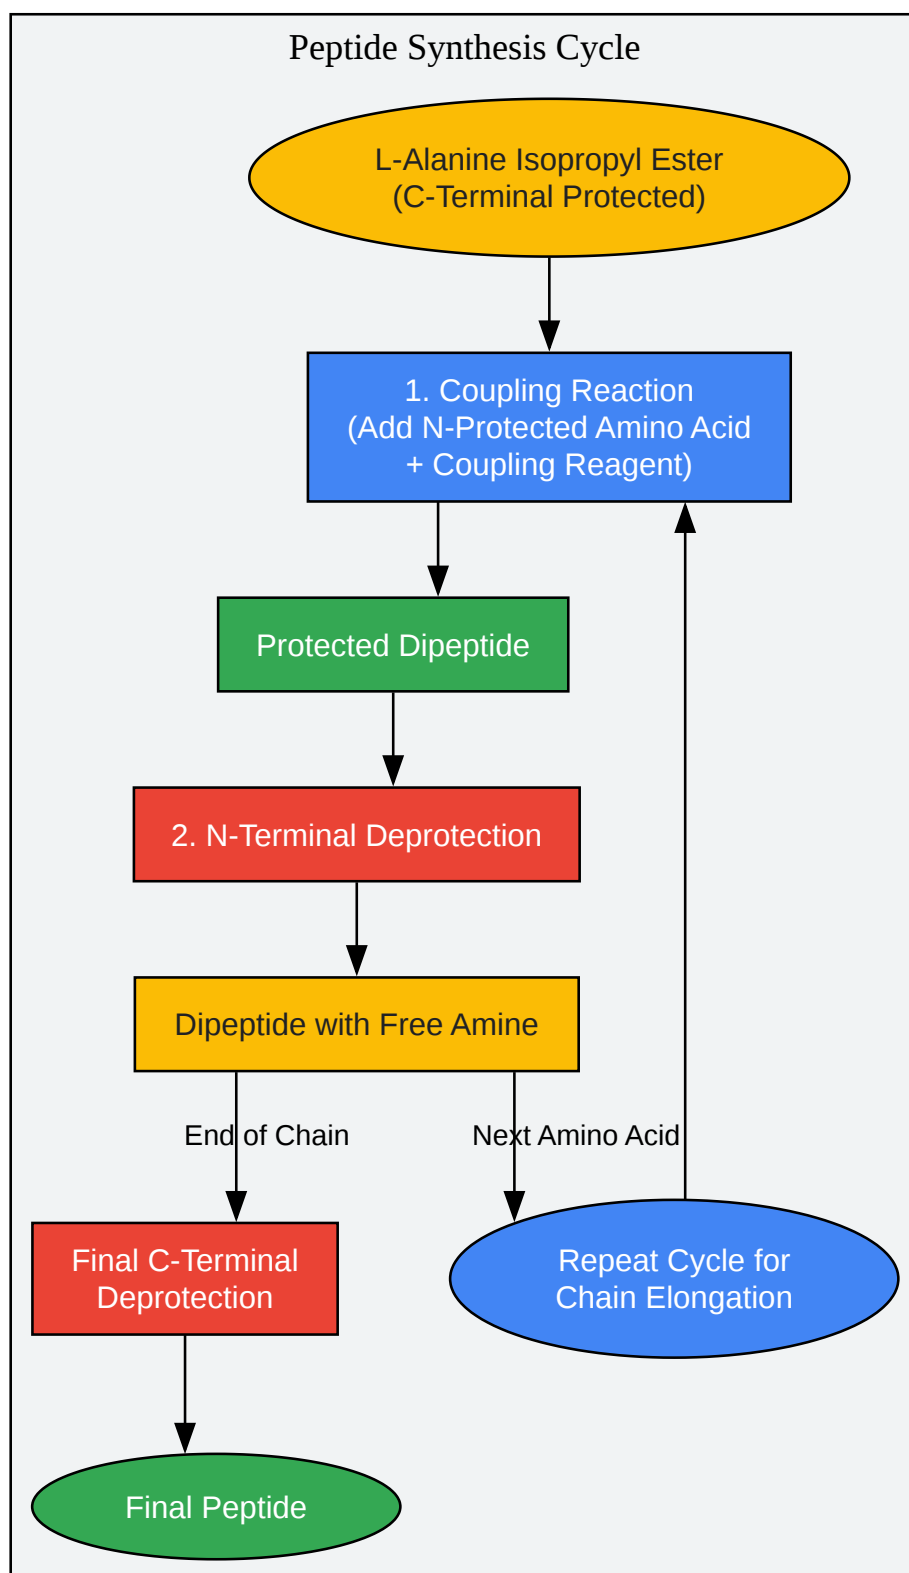 Peptide Synthesis Cycle
L-Alanine Isopropyl Ester
(C-Terminal Protected)
1. Coupling Reaction
(Add N-Protected Amino Acid
+ Coupling Reagent)
Protected Dipeptide
2. N-Terminal Deprotection
Dipeptide with Free Amine
End of Chain
Next Amino Acid
Final C-Terminal
Deprotection
Repeat Cycle for
Chain Elongation
Final Peptide